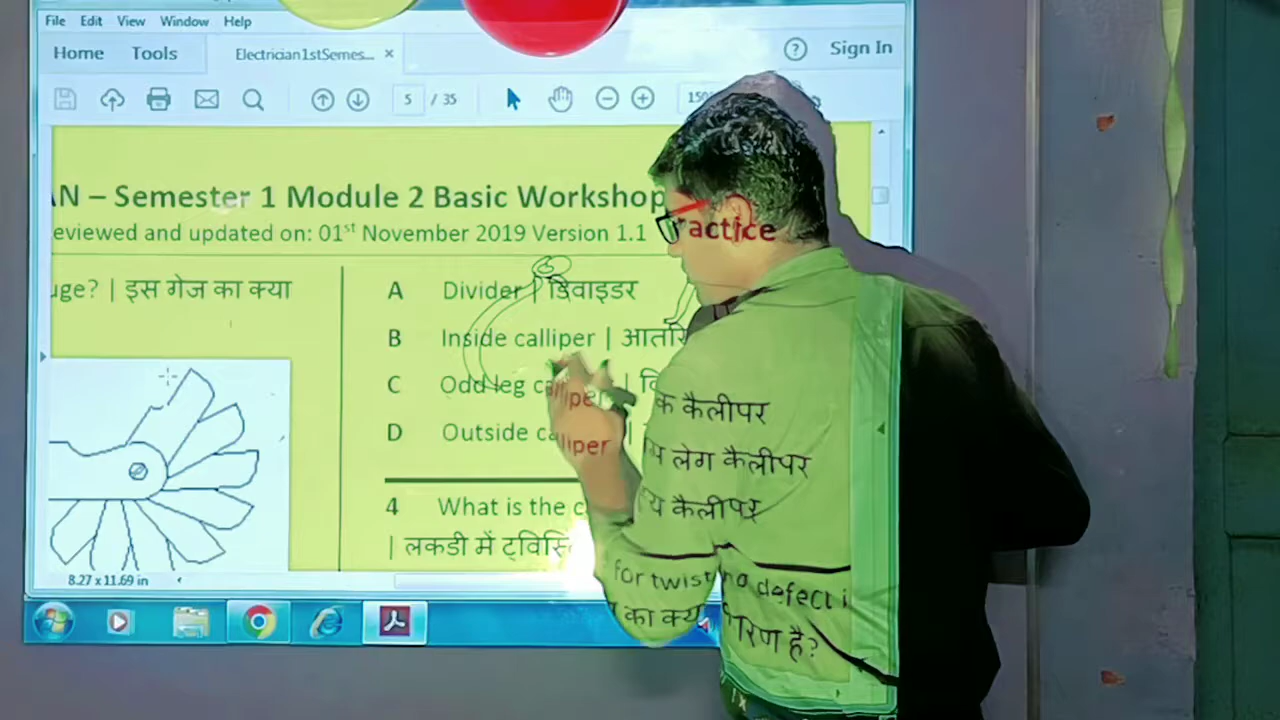 File Edit View Window Help
Home Tools Electrician1stSemes... × ? Sign In
5 / 35
AN – Semester 1 Module 2 Basic Workshop Practice
eviewed and updated on: 01st November 2019 Version 1.1
uge? | इस गेज का क्या
A Divider | डिवाइडर
B Inside calliper |
क कैलीपर
C Odd leg calliper |
लेग कैलीपर
D Outside calliper |
य कैलीपर
4 What is the for twisting defect i
| लकडी में का क्या कारण है?
8.27 x 11.69 in